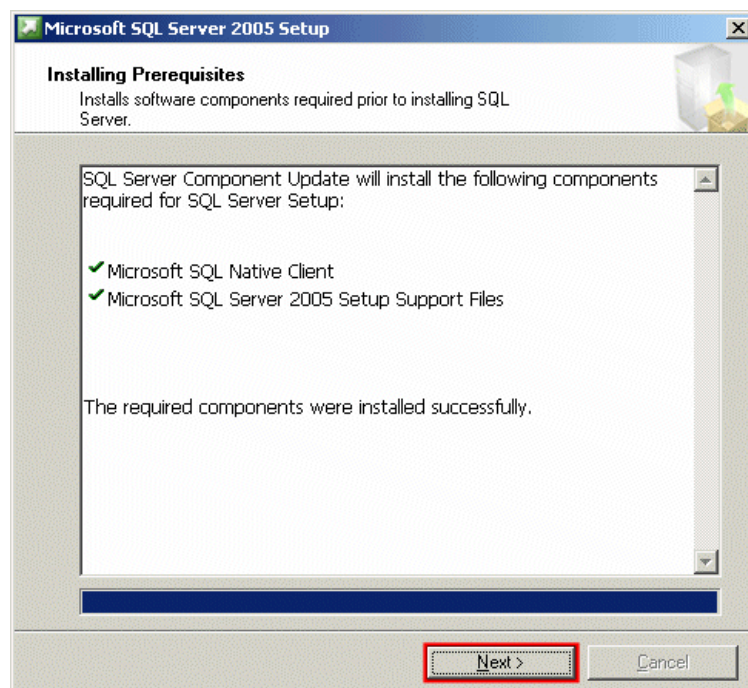 Microsoft SQL Server 2005 Setup
Installing Prerequisites
Installs software components required prior to installing SQL
Server.
SQL Server Component Update will install the following components
required for SQL Server Setup:
Microsoft SQL Native Client
Microsoft SQL Server 2005 Setup Support Files
The required components were installed successfully.
Next >
Cancel